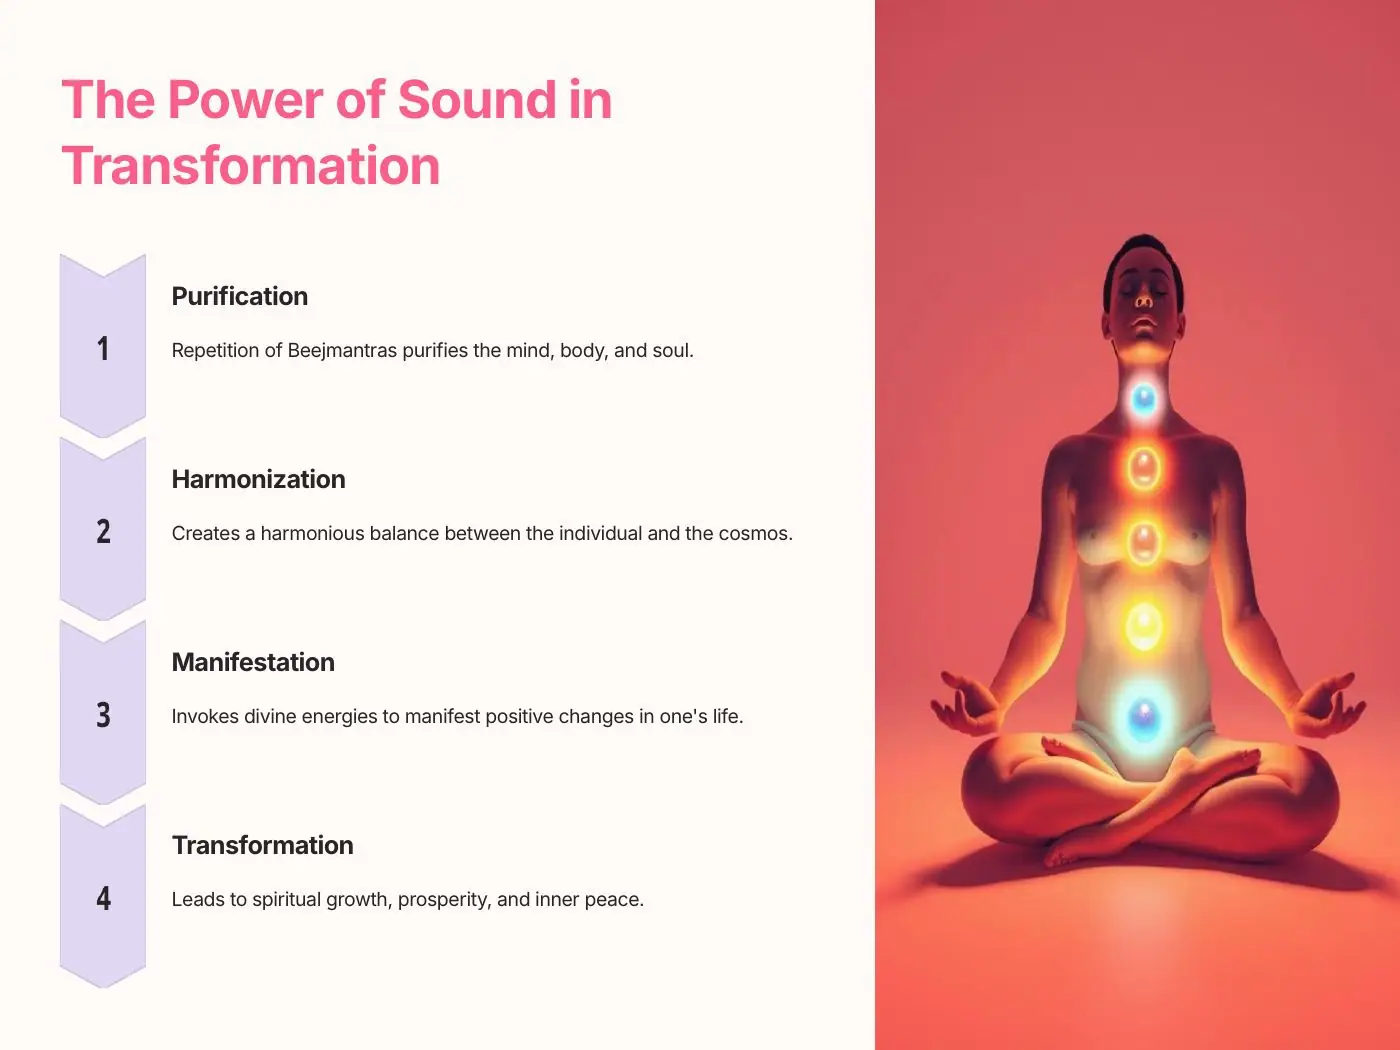 The Power of Sound in
Transformation
1
Purification
Repetition of Beejmantras purifies the mind, body, and soul.
2
Harmonization
Creates a harmonious balance between the individual and the cosmos.
3
Manifestation
Invokes divine energies to manifest positive changes in one's life.
4
Transformation
Leads to spiritual growth, prosperity, and inner peace.